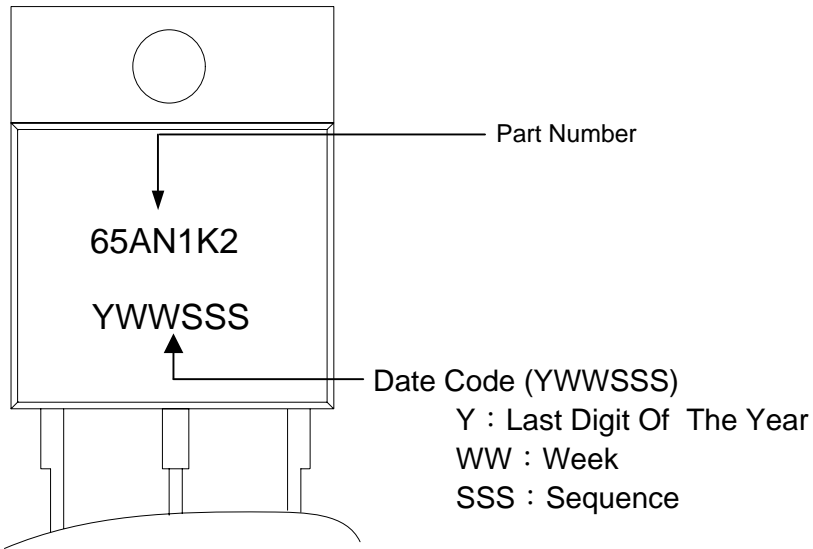 Part Number
65AN1K2
YWWSSS
Date Code (YWWSSS)
Y：Last Digit Of The Year
WW：Week
SSS：Sequence